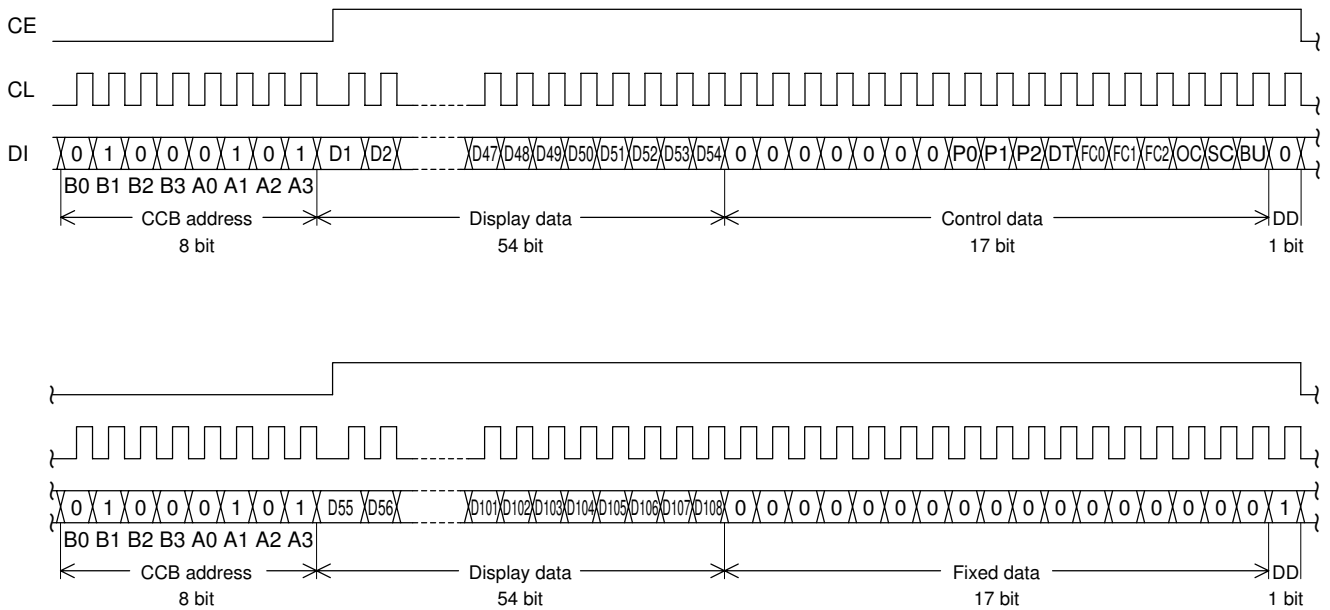 CE
CL
DI 0 1 0 0 0 1 0 1 D1 D2 D47 D48 D49 D50 D51 D52 D53 D54 0 0 0 0 0 0 0 P0 P1 P2 DT FC0 FC1 FC2 OC SC BU 0
B0 B1 B2 B3 A0 A1 A2 A3
CCB address Display data Control data DD
8 bit 54 bit 17 bit 1 bit
0 1 0 0 0 1 0 1 D55 D56 D101 D102 D103 D104 D105 D106 D107 D108 0 0 0 0 0 0 0 0 0 0 0 0 0 0 0 0 0 1
B0 B1 B2 B3 A0 A1 A2 A3
CCB address Display data Fixed data DD
8 bit 54 bit 17 bit 1 bit